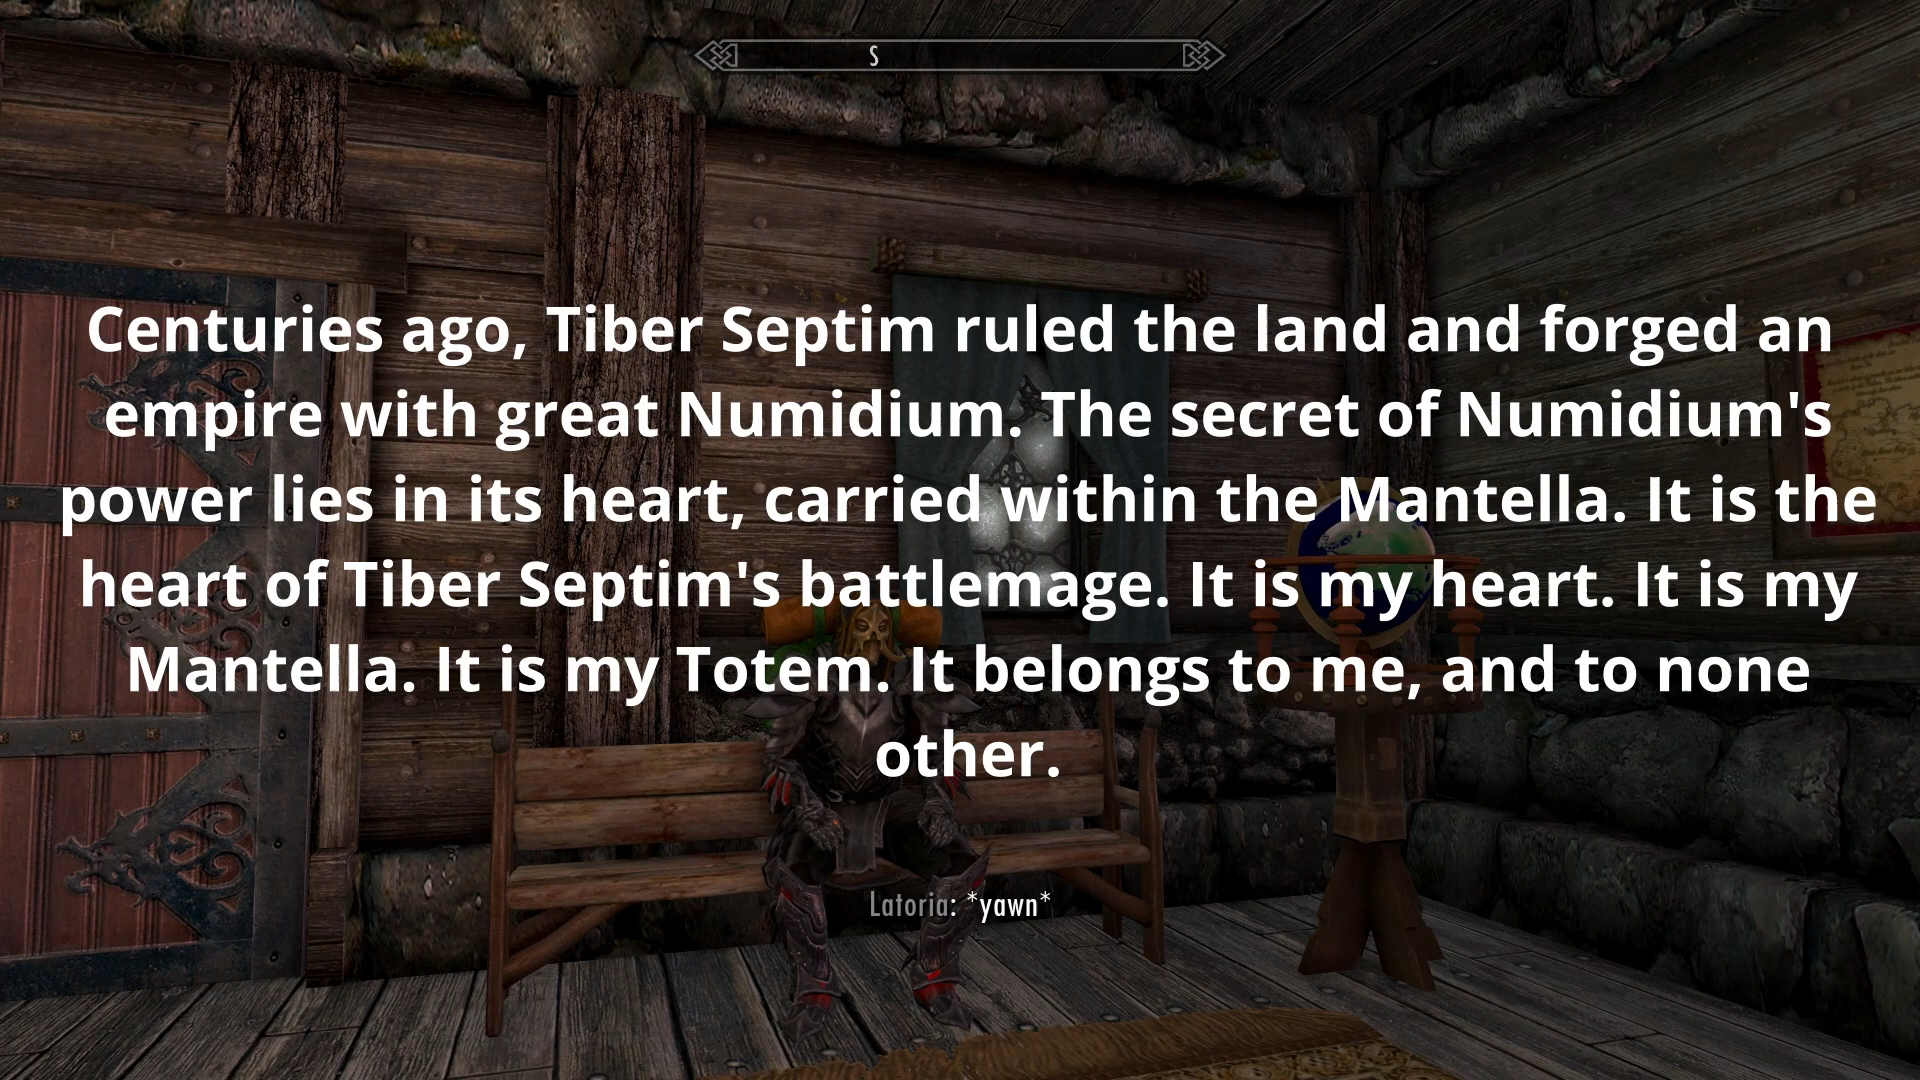 S
Centuries ago, Tiber Septim ruled the land and forged an
empire with great Numidium. The secret of Numidium's
power lies in its heart, carried within the Mantella. It is the
heart of Tiber Septim's battlemage. It is my heart. It is my
Mantella. It is my Totem. It belongs to me, and to none
other.
Latoria: *yawn*